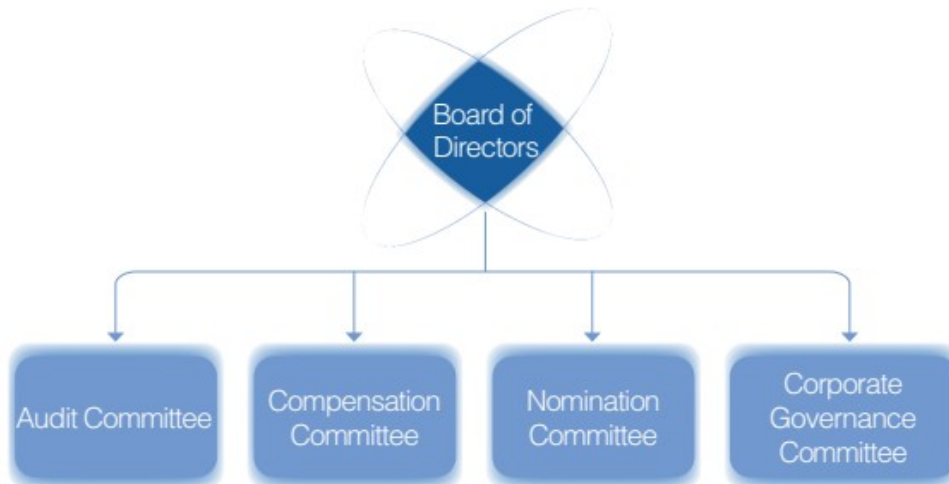 Board of
Directors
Audit Committee
Compensation
Committee
Nomination
Committee
Corporate
Governance
Committee